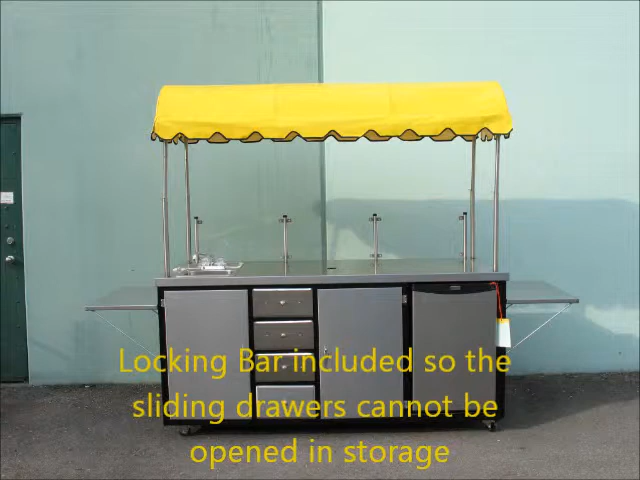 Locking Bar included so the
sliding drawers cannot be
opened in storage